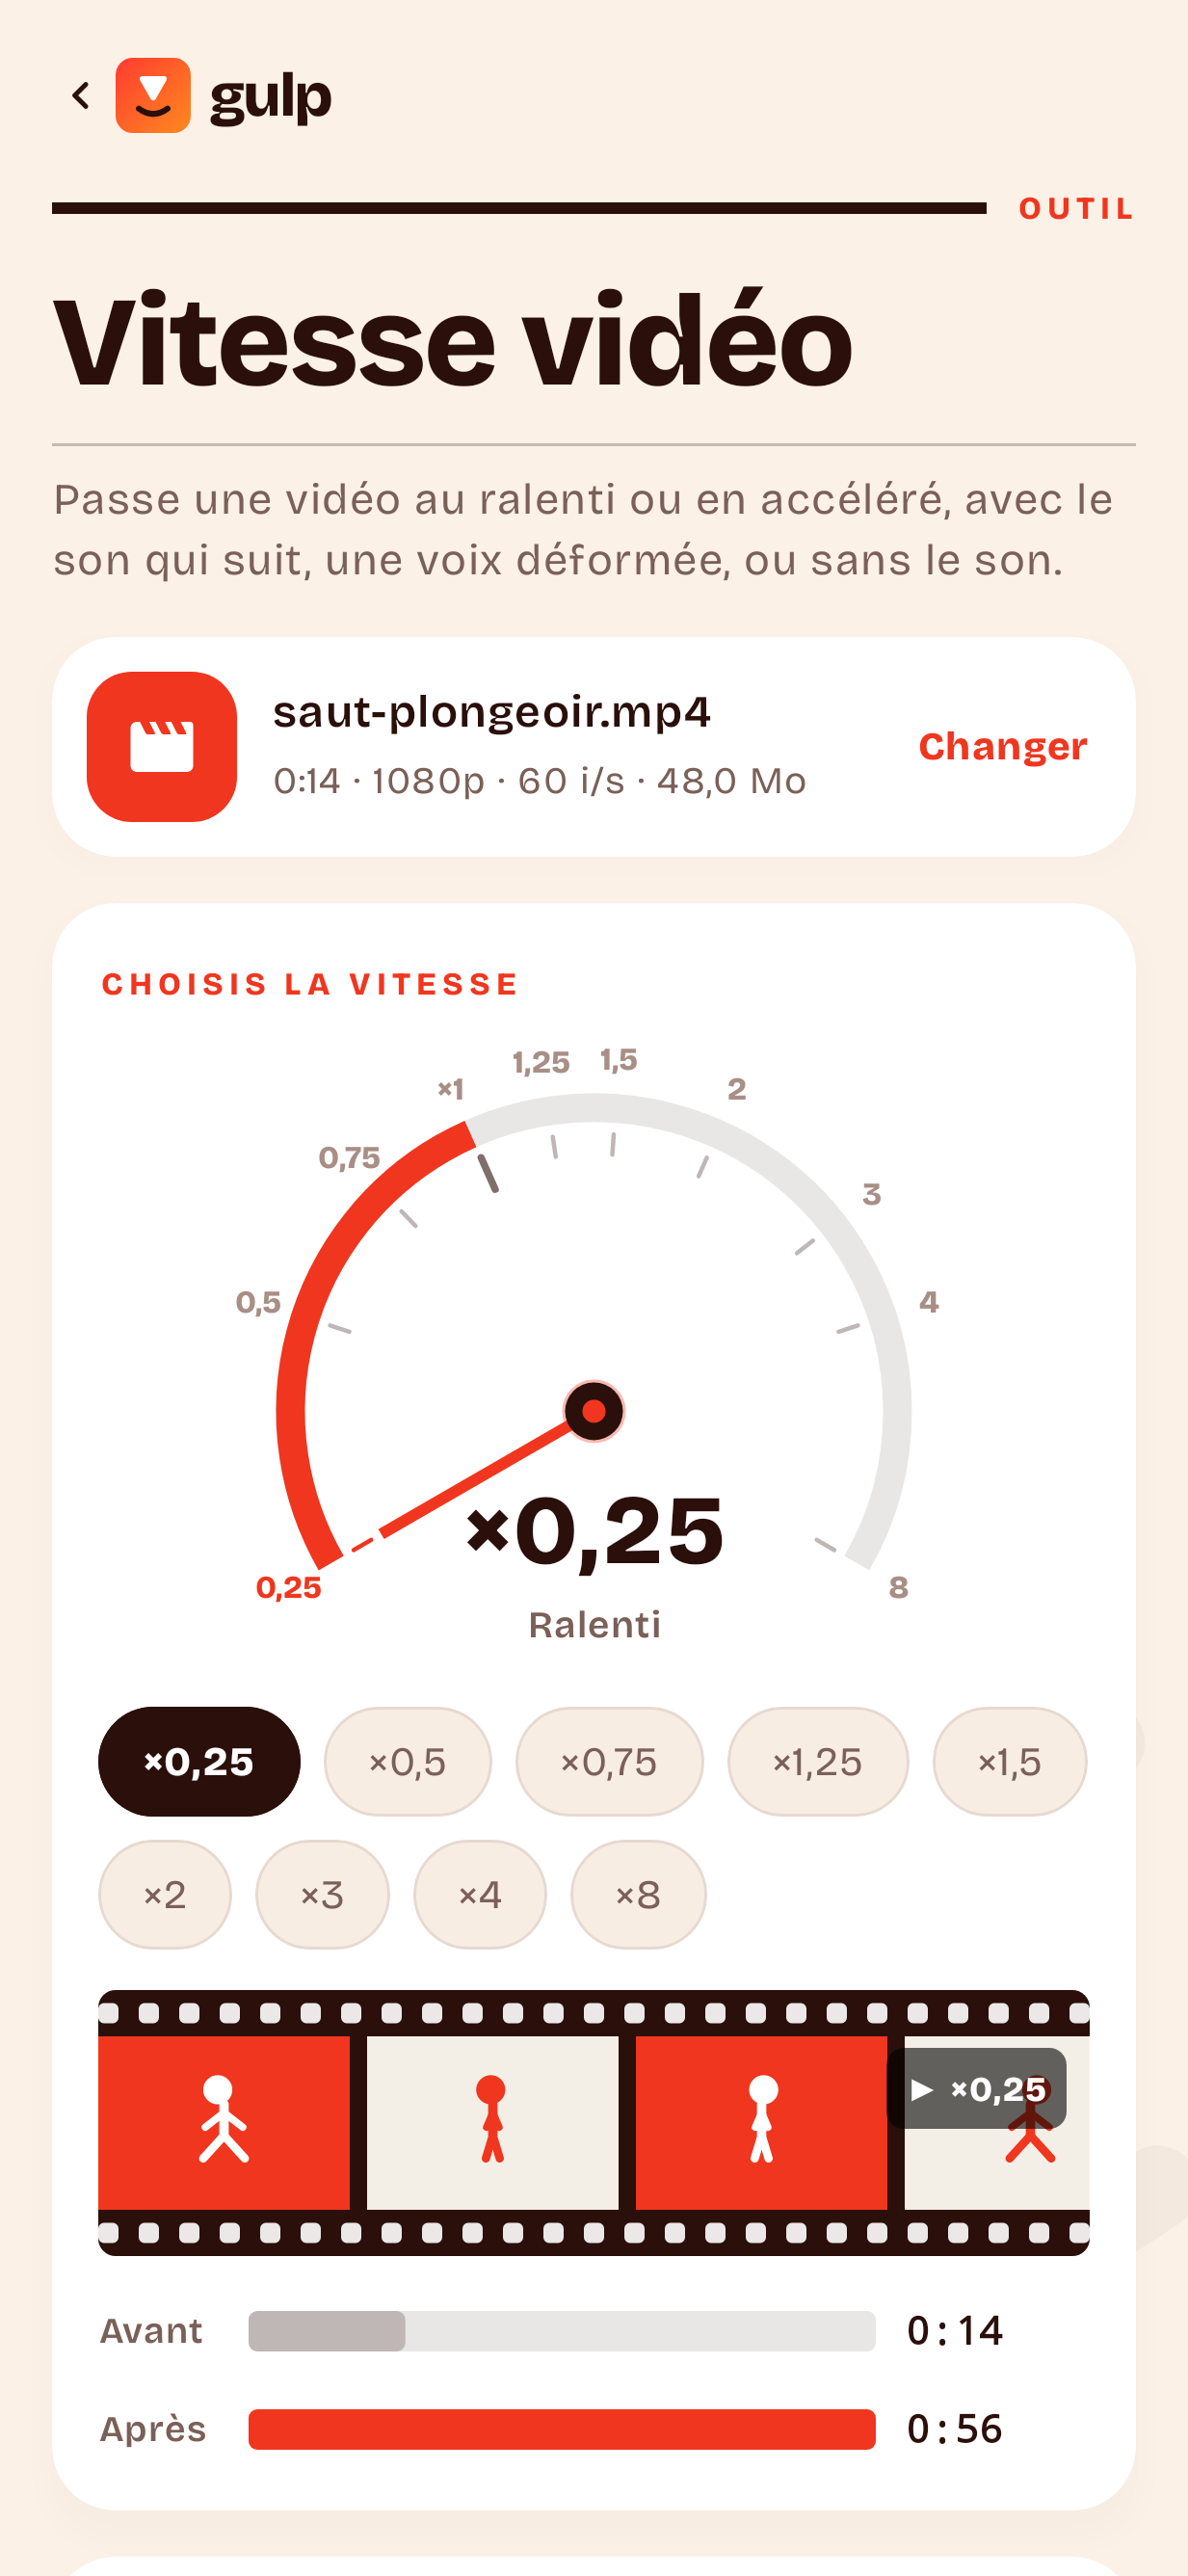 gulp
OUTIL
Vitesse vidéo
Passe une vidéo au ralenti ou en accéléré, avec le
son qui suit, une voix déformée, ou sans le son.
saut-plongeoir.mp4
0:14 · 1080p · 60 i/s · 48,0 Mo
Changer
CHOISIS LA VITESSE
0,25
0,5
0,75
×1
1,25
1,5
2
3
4
8
×0,25
Ralenti
×0,25 ×0,5 ×0,75 ×1,25 ×1,5
×2 ×3 ×4 ×8
▶ ×0,25
Avant 0:14
Après 0:56